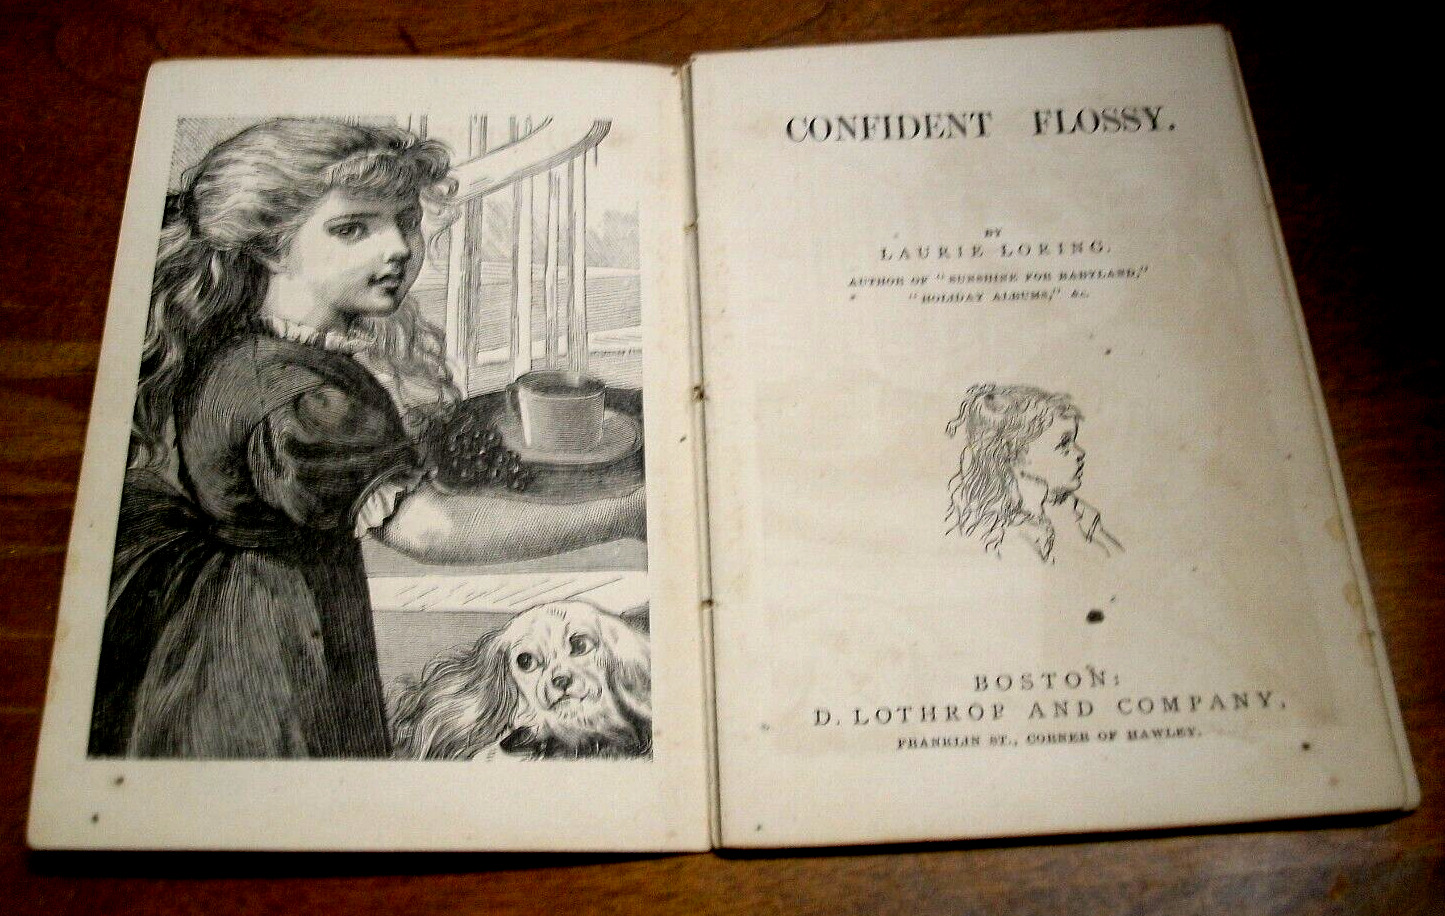 CONFIDENT FLOSSY.
BY
LAURIE LORING.
AUTHOR OF "SUNSHINE FOR BABYLAND,"
"HOLIDAY ALBUMS," &c.
BOSTON:
D. LOTHROP AND COMPANY,
FRANKLIN ST., CORNER OF HAWLEY.